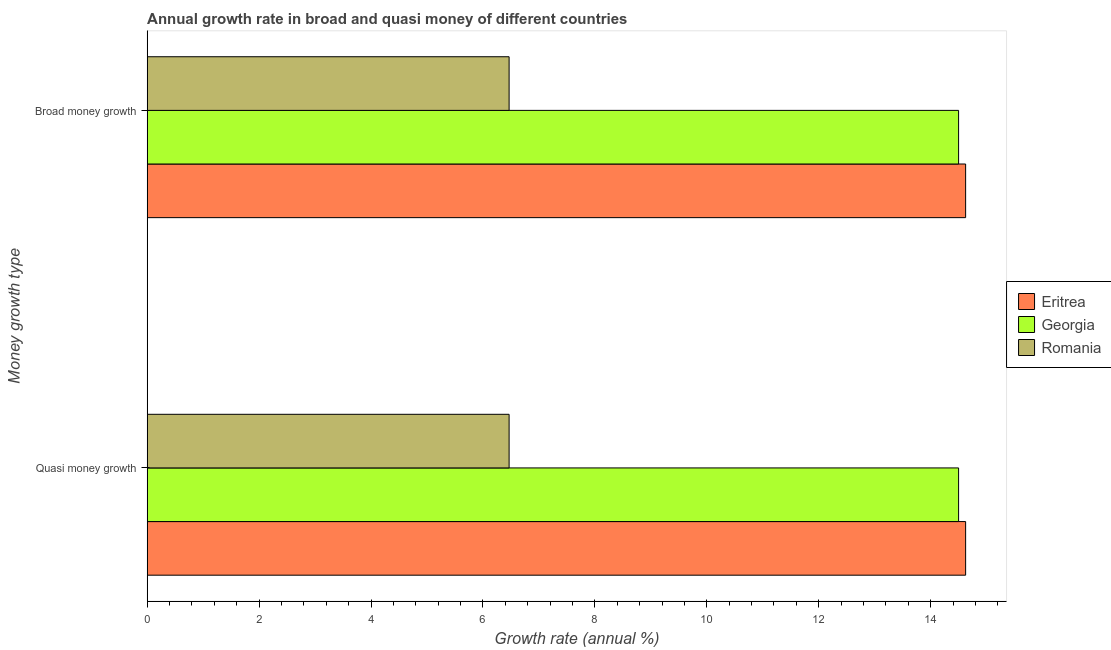 Annual growth rate in broad and quasi money of different countries
Money growth type
Broad money growth
Quasi money growth
0
2
4
6
8
10
12
14
Growth rate (annual %)
Eritrea
Georgia
Romania